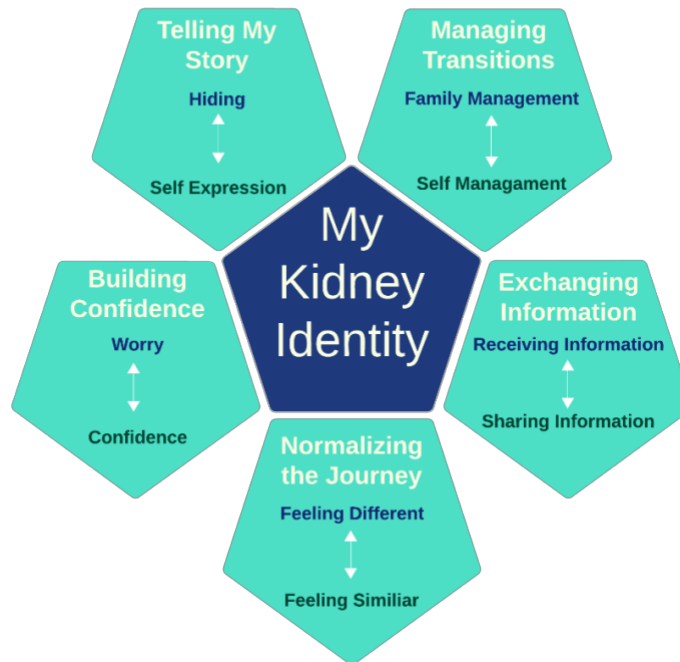 Telling My
Story
Hiding
Self Expression
Managing
Transitions
Family Management
Self Managament
My
Kidney
Identity
Building
Confidence
Worry
Confidence
Exchanging
Information
Receiving Information
Sharing Information
Normalizing
the Journey
Feeling Different
Feeling Similiar